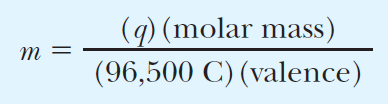 m = (q)(molar mass) / (96,500 C)(valence)